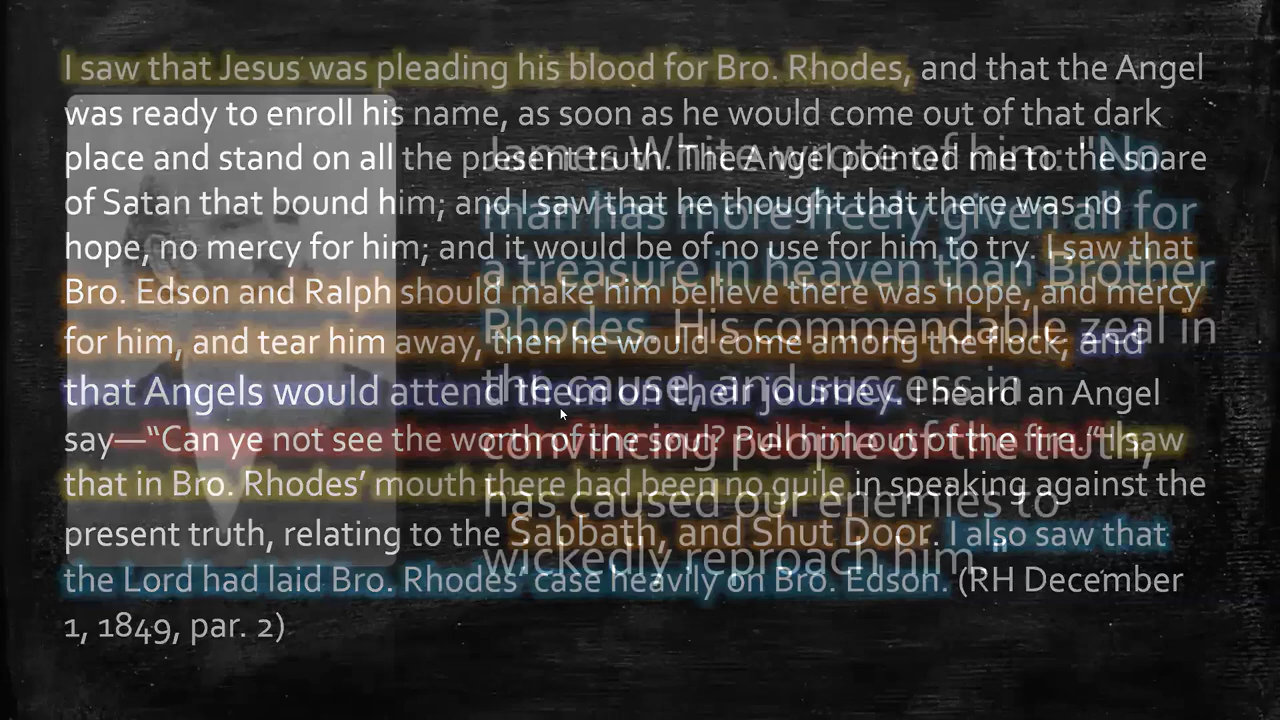 I saw that Jesus was pleading his blood for Bro. Rhodes, and that the Angel
was ready to enroll his name, as soon as he would come out of that dark
place and stand on all the present truth. The Angel pointed me to the snare
of Satan that bound him; and I saw that he thought that there was no
hope, no mercy for him; and it would be of no use for him to try. I saw that
Bro. Edson and Ralph should make him believe there was hope, and mercy
for him, and tear him away, then he would come among the flock, and
that Angels would attend them on their journey. I heard an Angel
say—“Can ye not see the worth of the soul? Pull him out of the fire.” I saw
that in Bro. Rhodes’ mouth there had been no guile in speaking against the
present truth, relating to the Sabbath, and Shut Door. I also saw that
the Lord had laid Bro. Rhodes’ case heavily on Bro. Edson. (RH December
1, 1849, par. 2)
James White wrote of him: "No
man has more freely given all for
a treasure in heaven than Brother
Rhodes. His commendable zeal in
the cause, and success in
convincing people of the truth,
has caused our enemies to
wickedly reproach him."